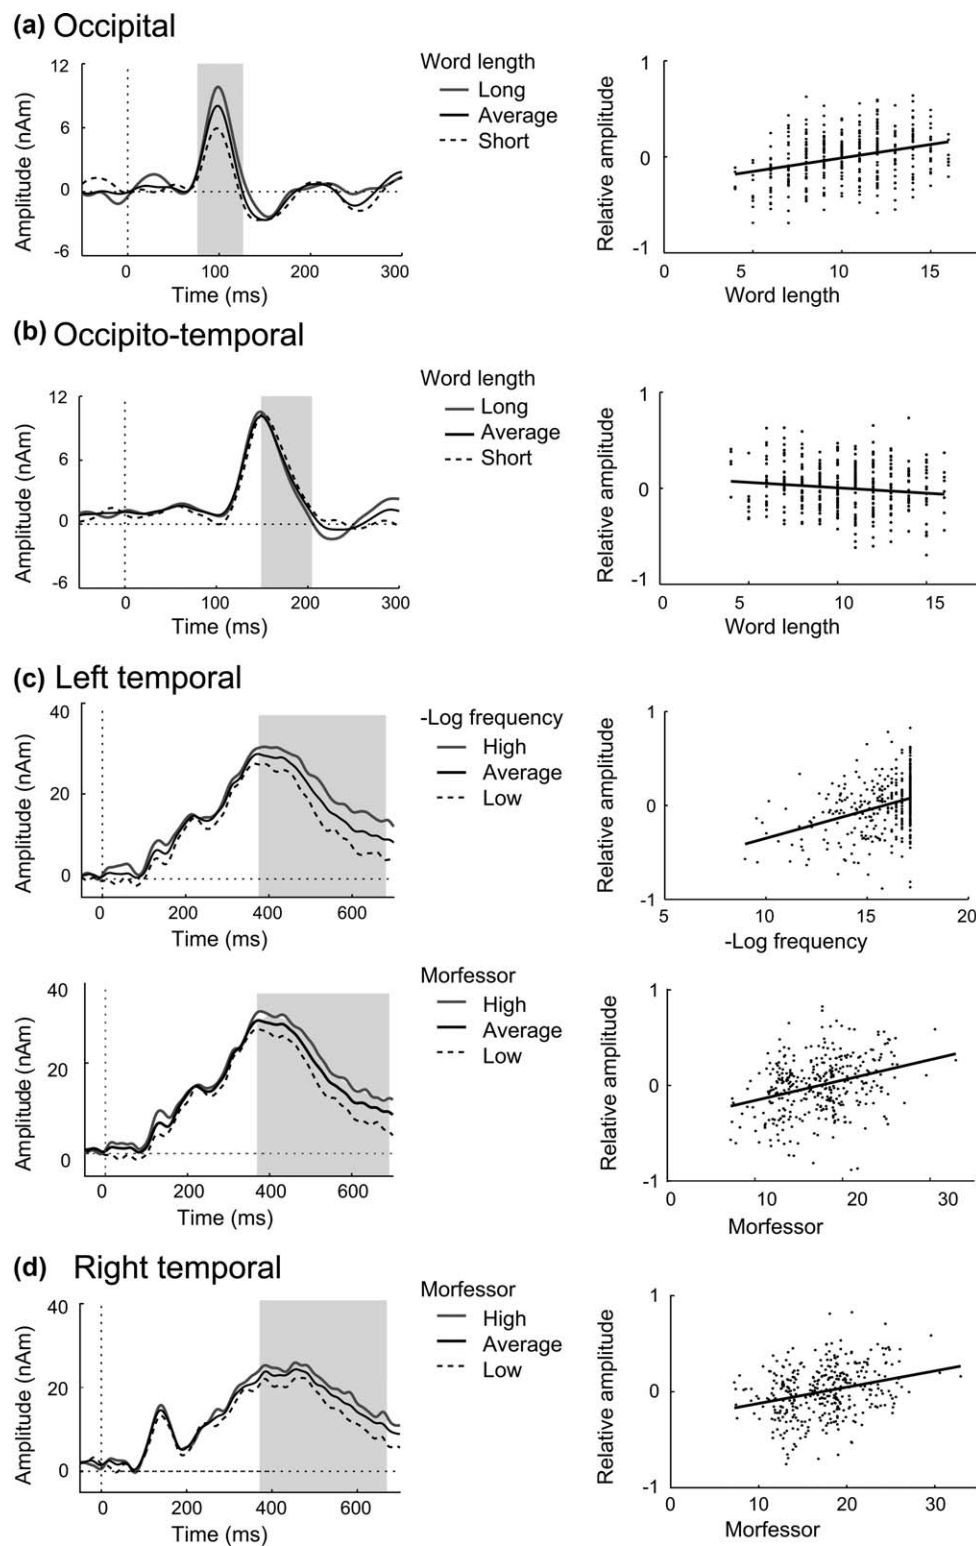 (a) Occipital
12
6
0
-6
Amplitude (nAm)
0 100 200 300
Time (ms)
Word length
Long
Average
Short
1
0
-1
Relative amplitude
0 5 10 15
Word length
(b) Occipito-temporal
12
6
0
-6
Amplitude (nAm)
0 100 200 300
Time (ms)
Word length
Long
Average
Short
1
0
-1
Relative amplitude
0 5 10 15
Word length
(c) Left temporal
40
20
0
Amplitude (nAm)
0 200 400 600
Time (ms)
-Log frequency
High
Average
Low
1
0
-1
Relative amplitude
5 10 15 20
-Log frequency
40
20
0
Amplitude (nAm)
0 200 400 600
Time (ms)
Morfessor
High
Average
Low
1
0
-1
Relative amplitude
0 10 20 30
Morfessor
(d) Right temporal
40
20
0
Amplitude (nAm)
0 200 400 600
Time (ms)
Morfessor
High
Average
Low
1
0
-1
Relative amplitude
0 10 20 30
Morfessor